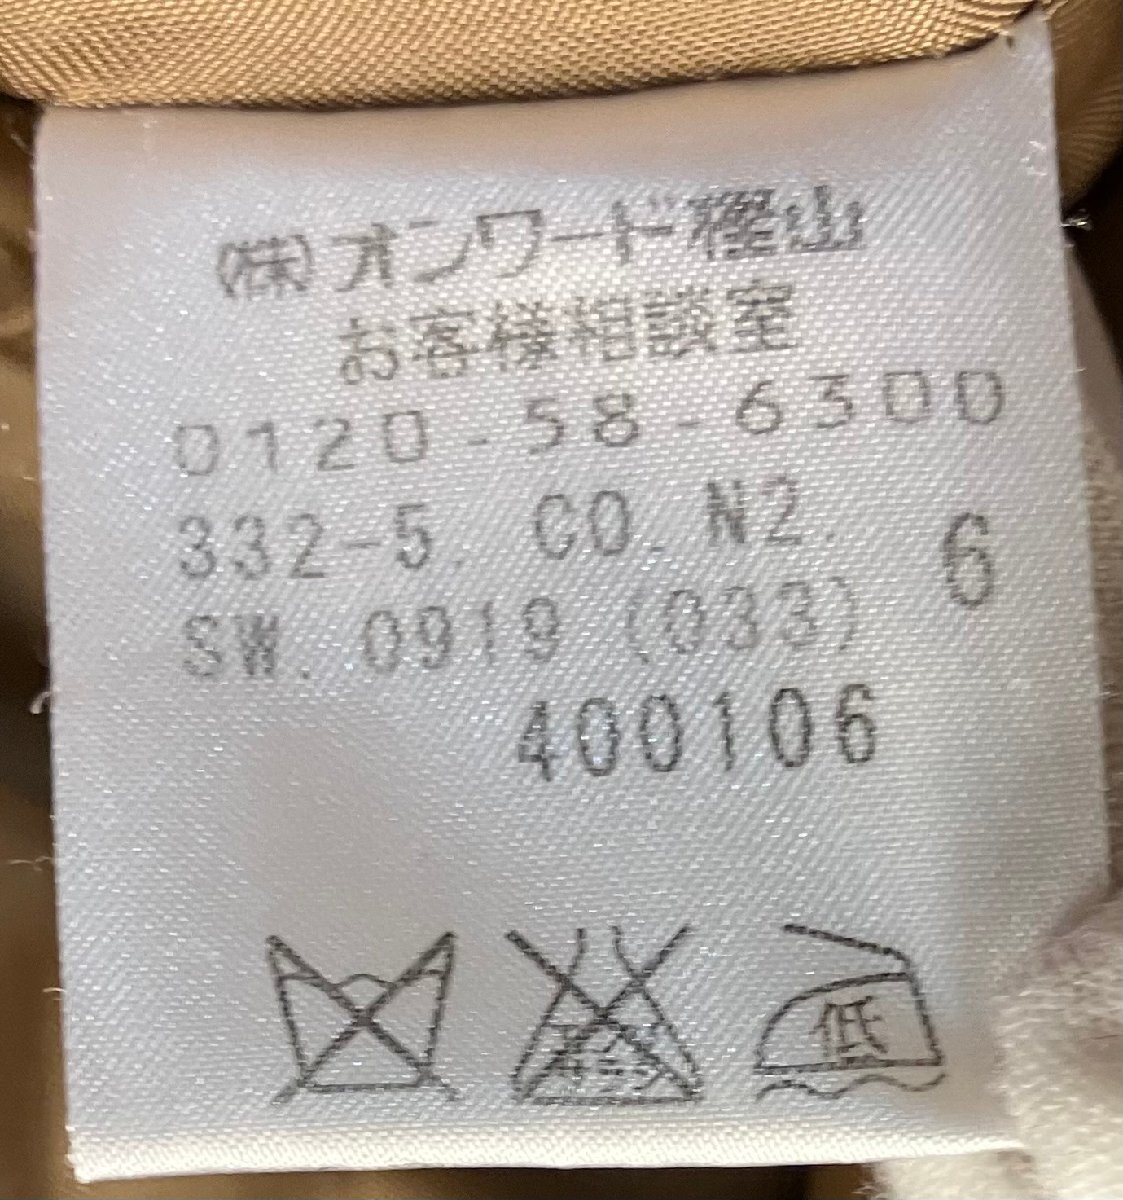 (株)オンワード樫山
お客様相談室
0120-58-6300
332-5. CO. N2.
6
SW. 0919 (033)
400106
低